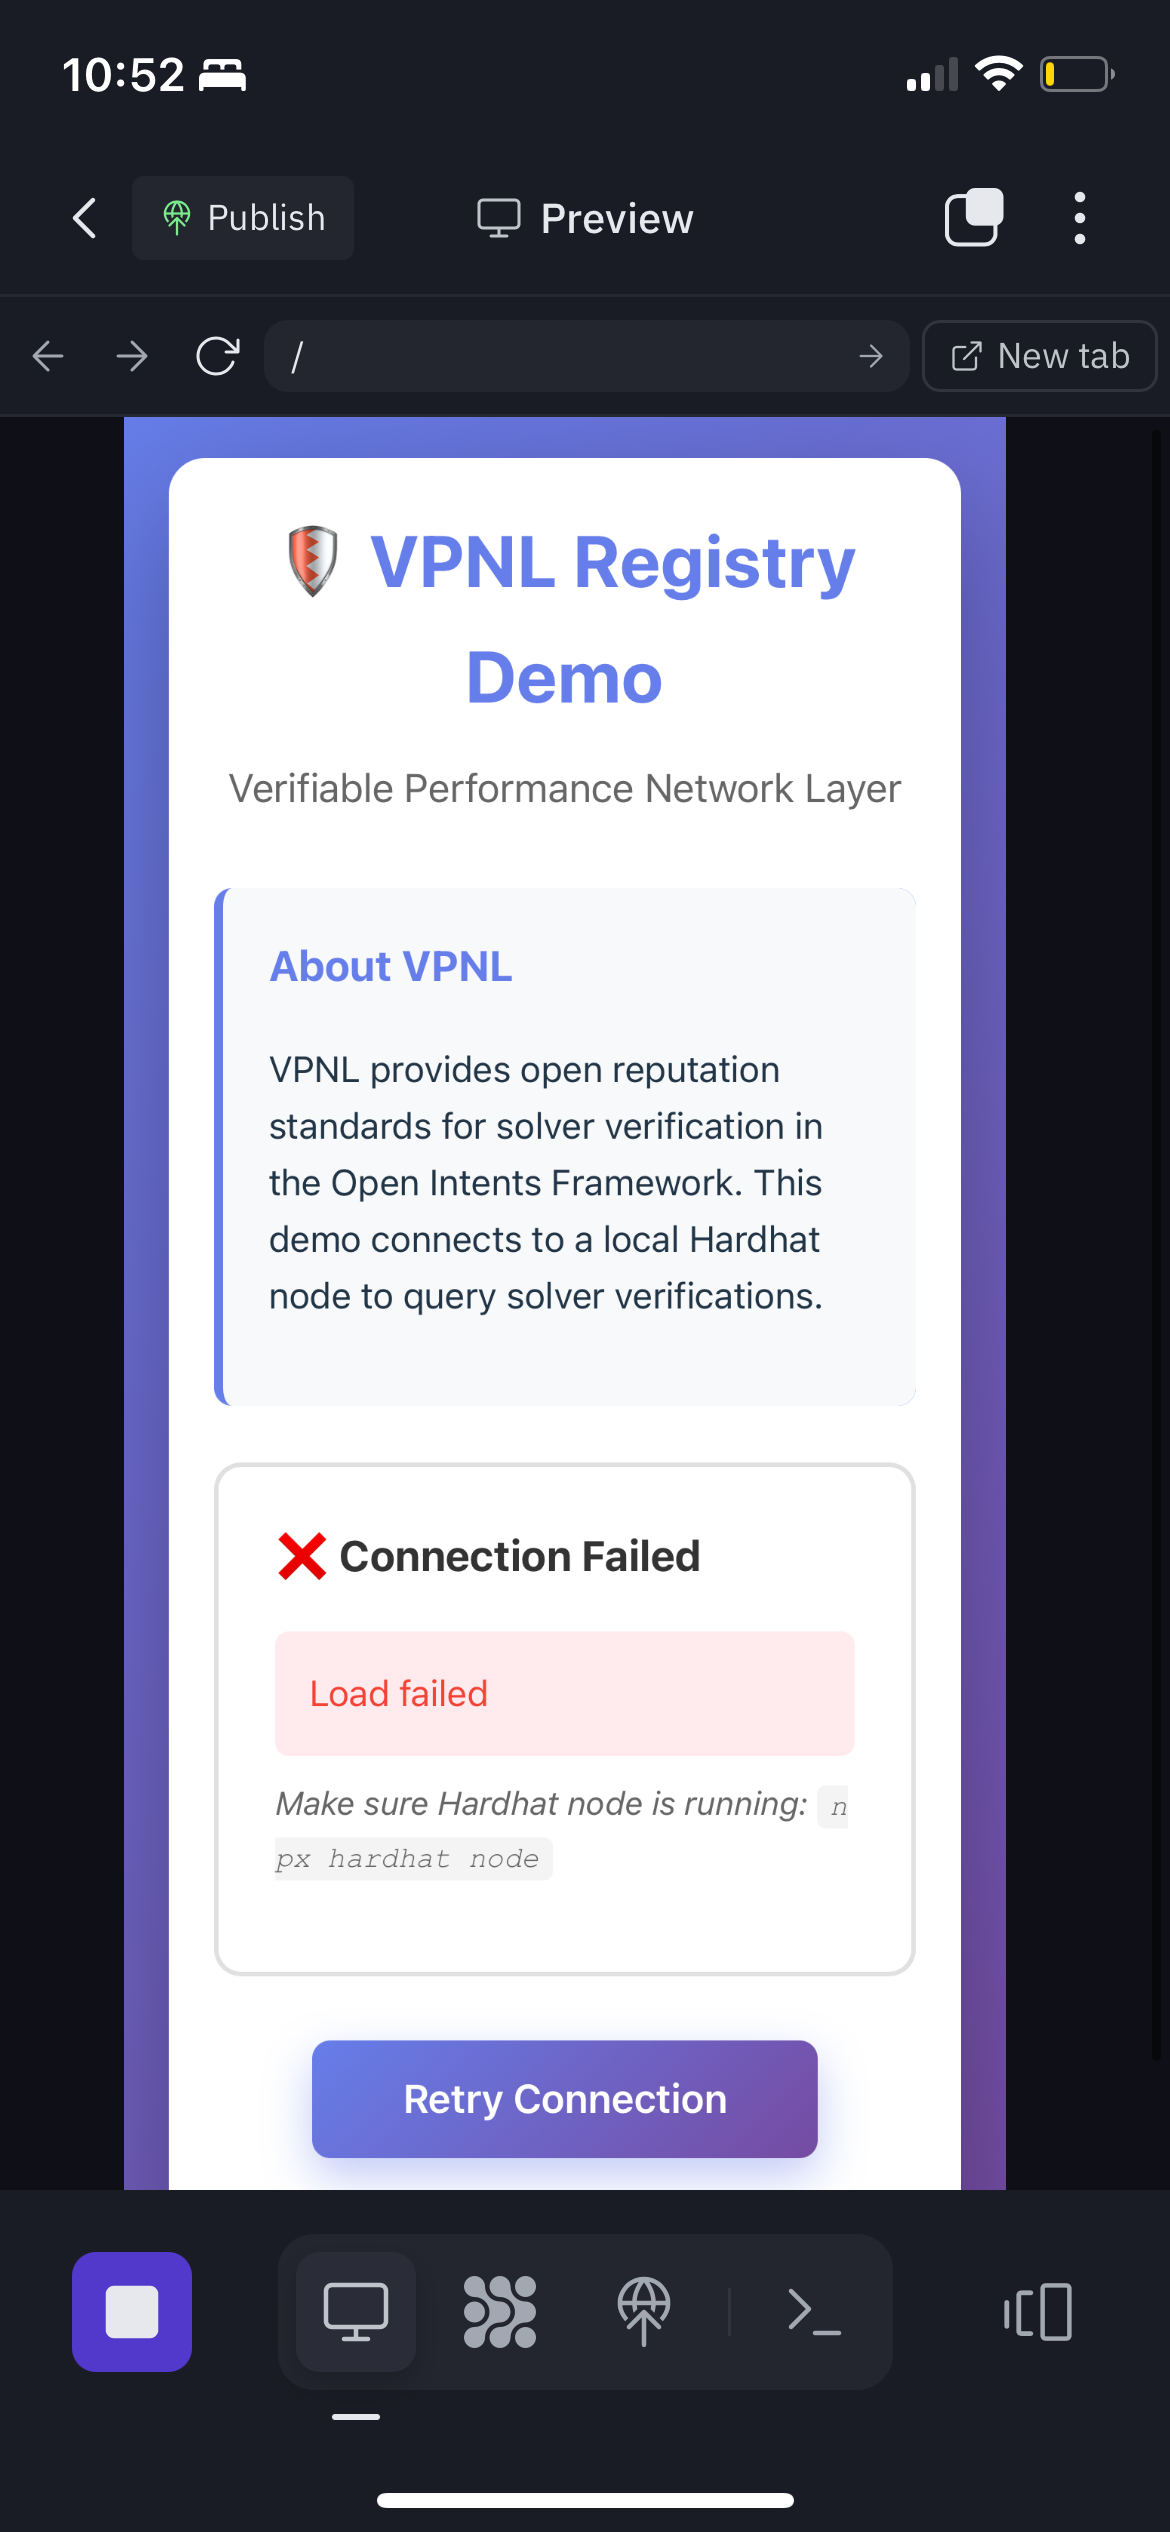 10:52
Publish
Preview
/
New tab
VPNL Registry
Demo
Verifiable Performance Network Layer
About VPNL
VPNL provides open reputation
standards for solver verification in
the Open Intents Framework. This
demo connects to a local Hardhat
node to query solver verifications.
Connection Failed
Load failed
Make sure Hardhat node is running: n
px hardhat node
Retry Connection